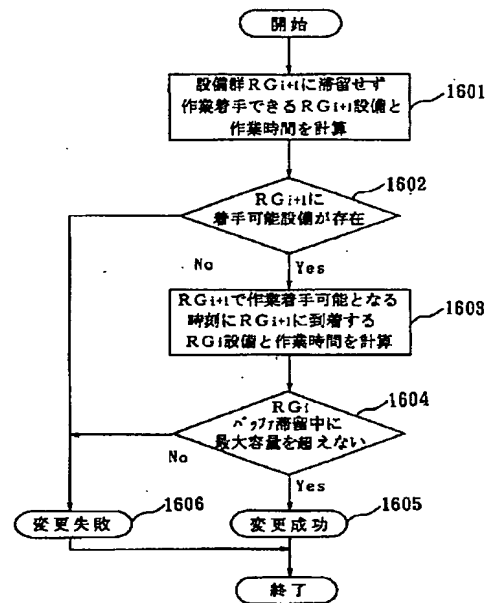 開始
設備群RGi+1に滞留せず
作業着手できるRGi+1設備と
作業時間を計算
1601
1602
RGi+1に
着手可能設備が存在
No
Yes
RGi+1で作業着手可能となる
時刻にRGi+1に到着する
RGi設備と作業時間を計算
1603
1604
RGi
バッファ滞留中に
最大容量を超えない
No
Yes
1606
変更失敗
1605
変更成功
終了